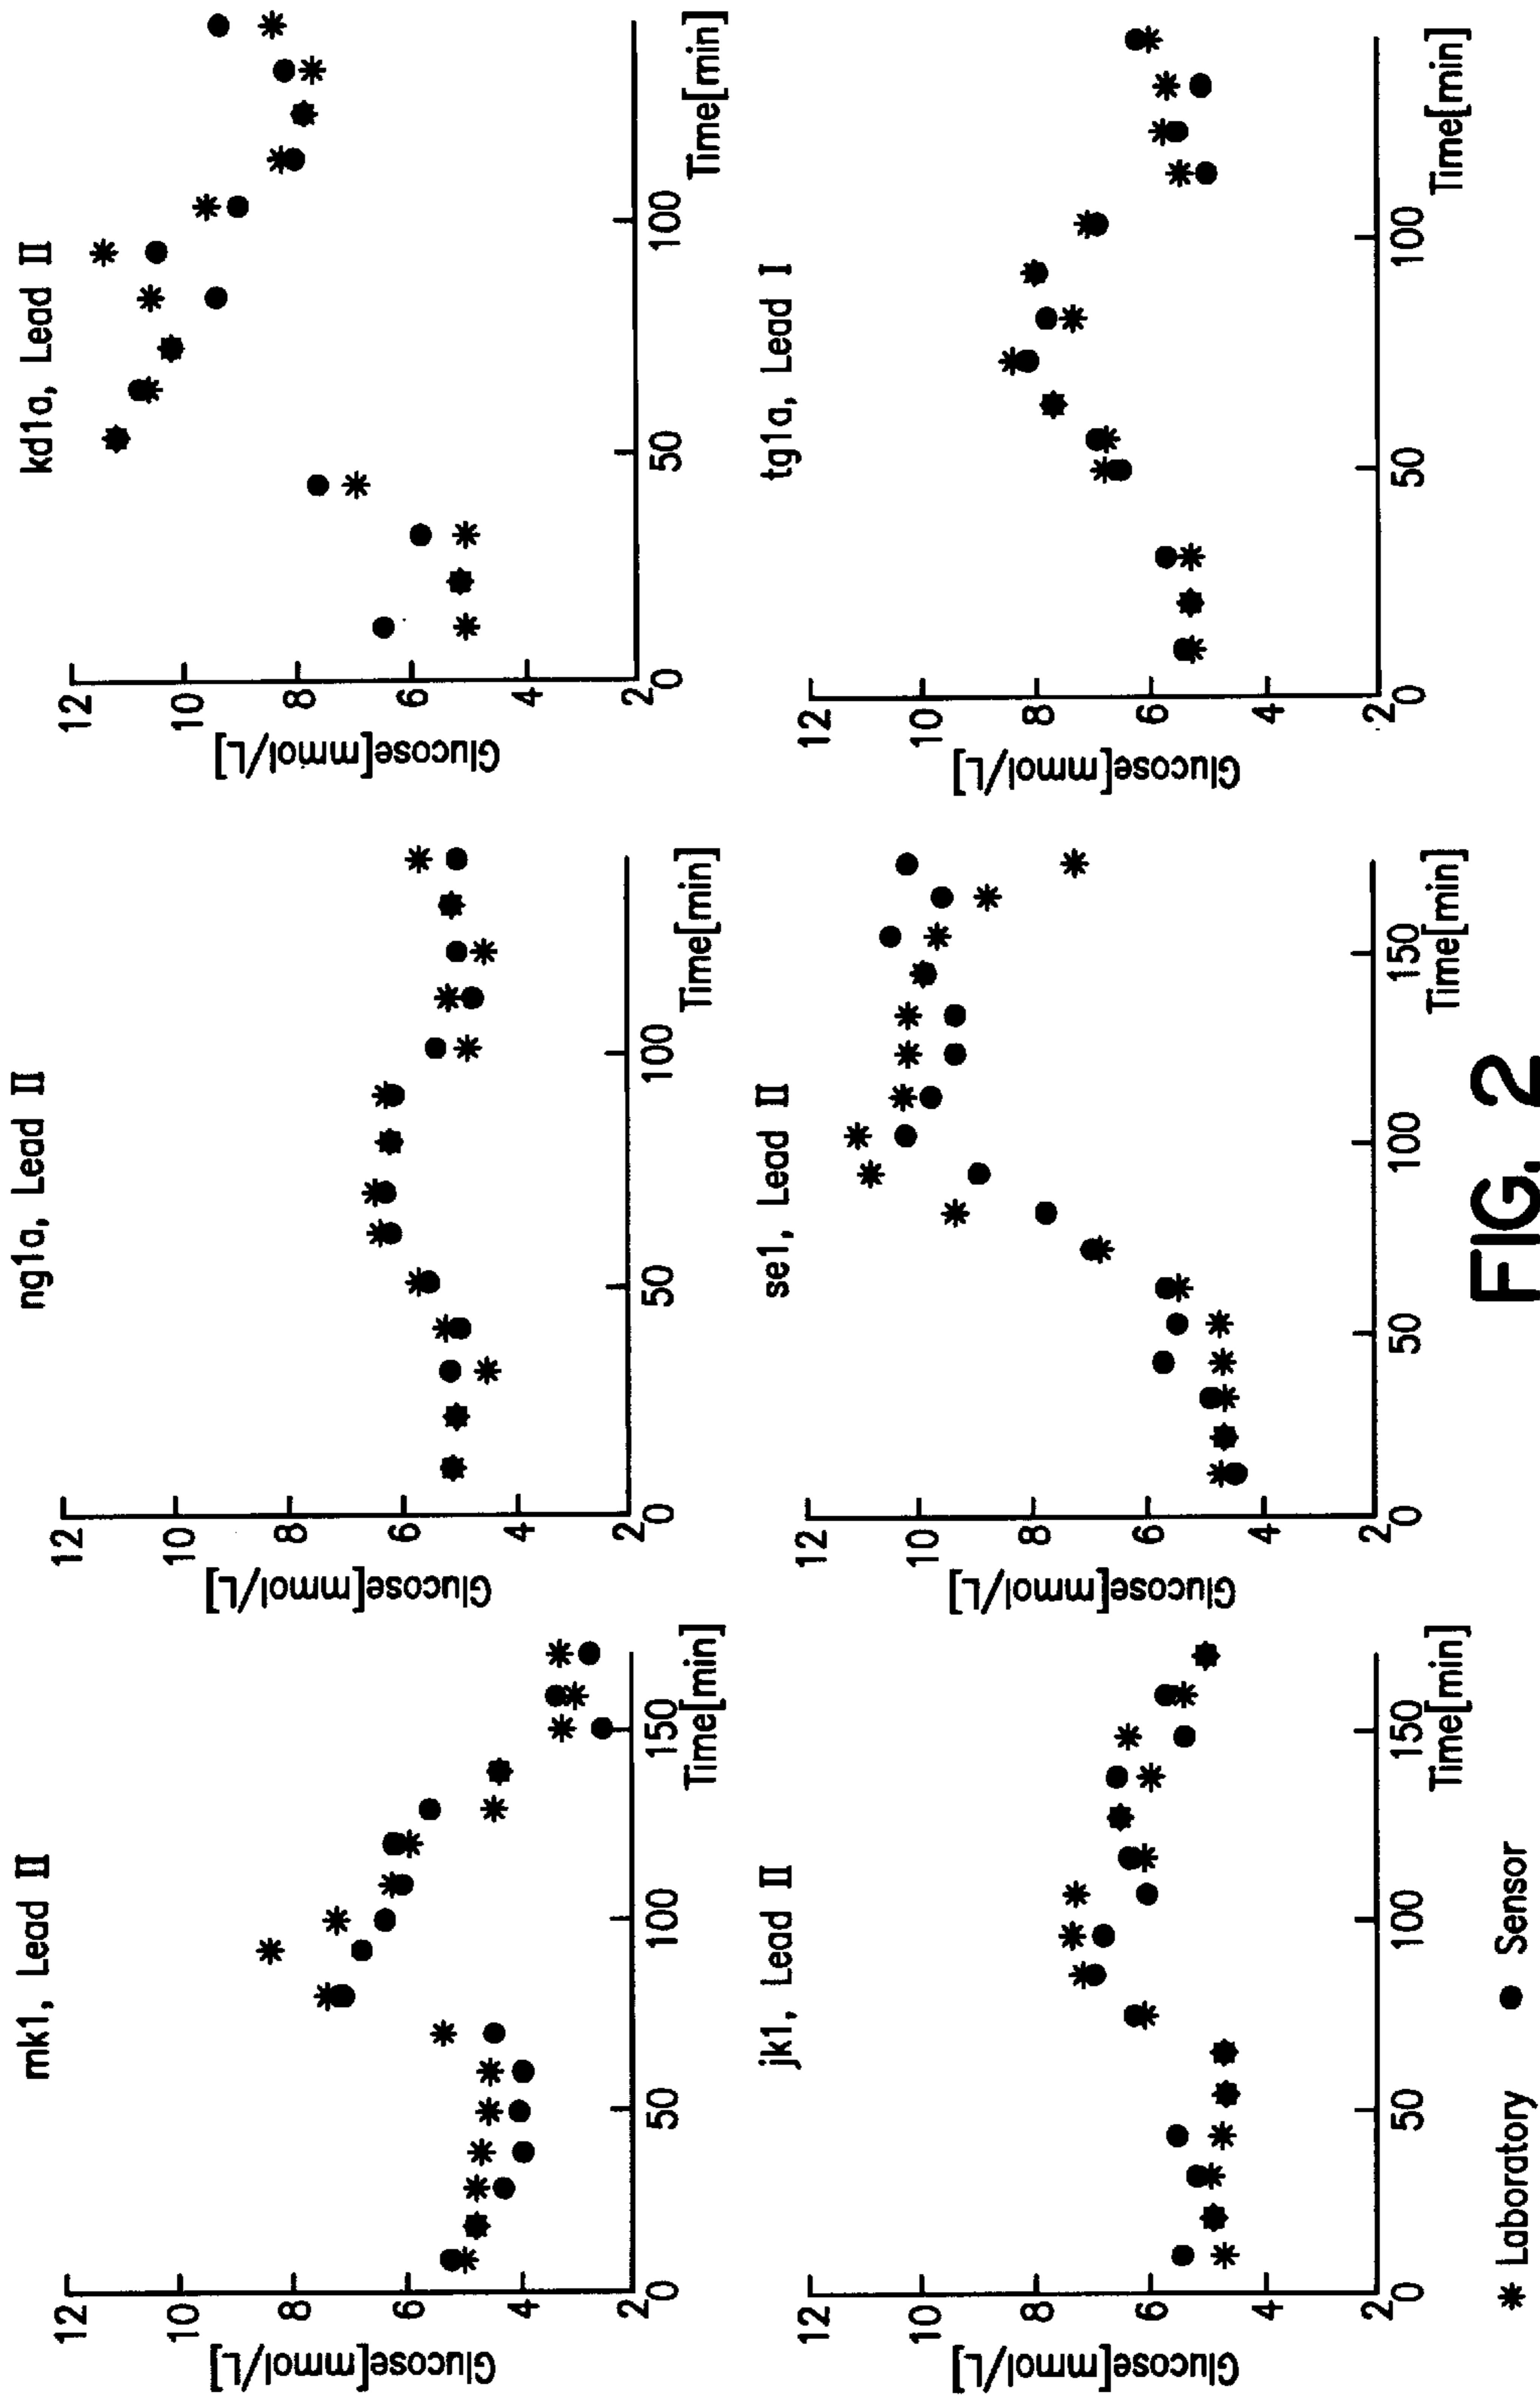 mk1, Lead II
Glucose[mmol/L]
12
10
8
6
4
2
0
50
100
150
Time[min]
ng1a, Lead II
Glucose[mmol/L]
12
10
8
6
4
2
0
50
100
Time[min]
kd1a, Lead II
Glucose[mmol/L]
12
10
8
6
4
2
0
50
100
Time[min]
jk1, Lead II
Glucose[mmol/L]
12
10
8
6
4
2
0
50
100
150
Time[min]
se1, Lead II
Glucose[mmol/L]
12
10
8
6
4
2
0
50
100
150
Time[min]
tg1a, Lead I
Glucose[mmol/L]
12
10
8
6
4
2
0
50
100
Time[min]
* Laboratory ● Sensor
FIG. 2